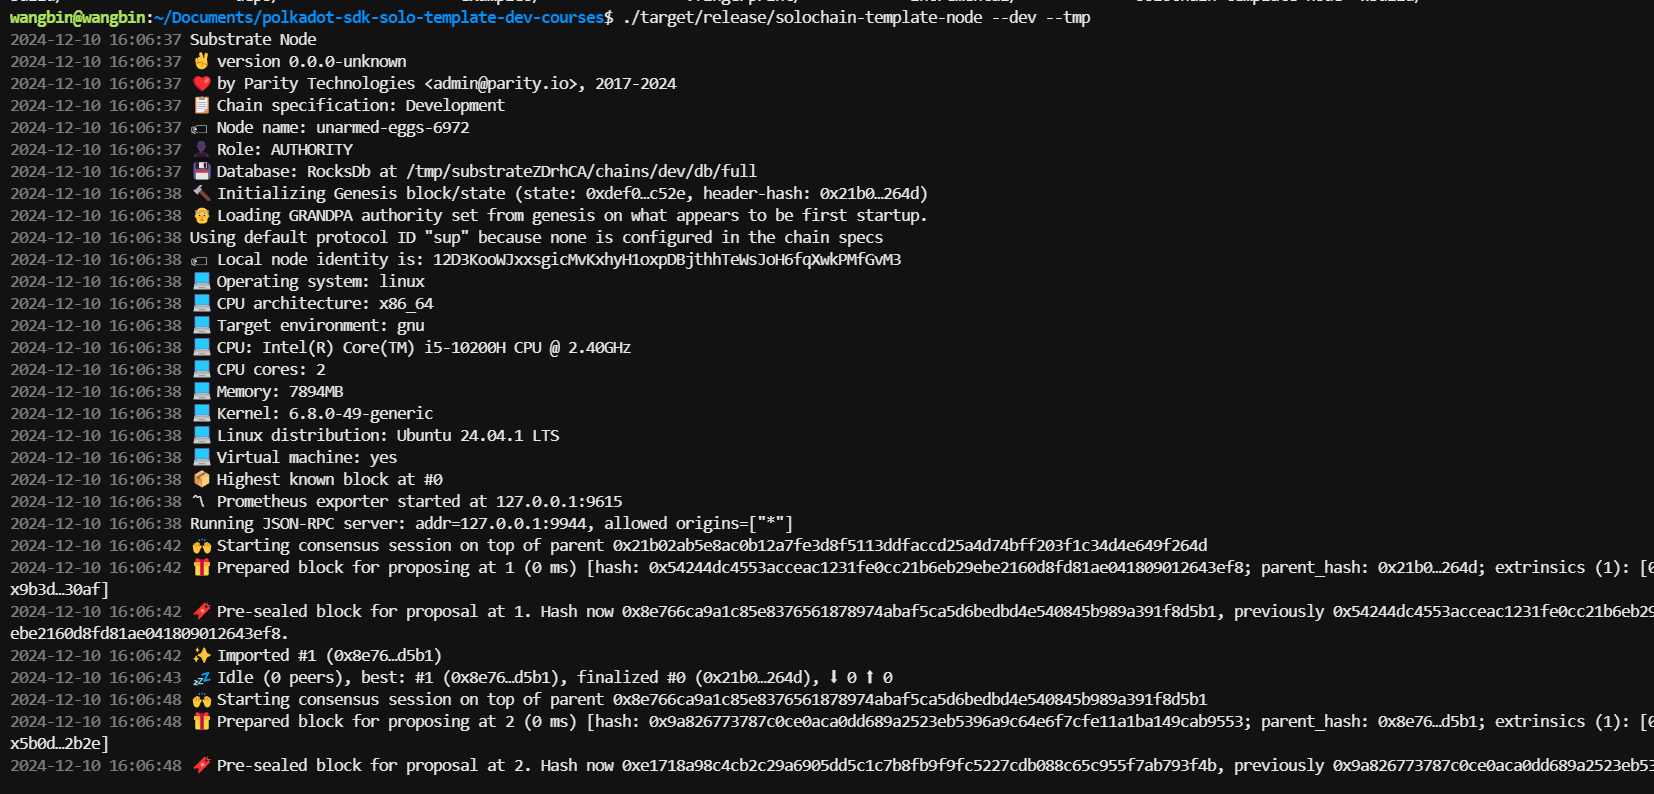 wangbin@wangbin:~/Documents/polkadot-sdk-solo-template-dev-courses$ ./target/release/solochain-template-node --dev --tmp
2024-12-10 16:06:37 Substrate Node
2024-12-10 16:06:37 ✌️ version 0.0.0-unknown
2024-12-10 16:06:37 ❤️ by Parity Technologies <admin@parity.io>, 2017-2024
2024-12-10 16:06:37 📋 Chain specification: Development
2024-12-10 16:06:37 🏷 Node name: unarmed-eggs-6972
2024-12-10 16:06:37 👤 Role: AUTHORITY
2024-12-10 16:06:37 💾 Database: RocksDb at /tmp/substrateZDrhCA/chains/dev/db/full
2024-12-10 16:06:38 🔨 Initializing Genesis block/state (state: 0xdef0…c52e, header-hash: 0x21b0…264d)
2024-12-10 16:06:38 👴 Loading GRANDPA authority set from genesis on what appears to be first startup.
2024-12-10 16:06:38 Using default protocol ID "sup" because none is configured in the chain specs
2024-12-10 16:06:38 🏷 Local node identity is: 12D3KooWJxxsgicMvKxhyH1oxpDBjthhTeWsJoH6fqXwkPMfGvM3
2024-12-10 16:06:38 💻 Operating system: linux
2024-12-10 16:06:38 💻 CPU architecture: x86_64
2024-12-10 16:06:38 💻 Target environment: gnu
2024-12-10 16:06:38 💻 CPU: Intel(R) Core(TM) i5-10200H CPU @ 2.40GHz
2024-12-10 16:06:38 💻 CPU cores: 2
2024-12-10 16:06:38 💻 Memory: 7894MB
2024-12-10 16:06:38 💻 Kernel: 6.8.0-49-generic
2024-12-10 16:06:38 💻 Linux distribution: Ubuntu 24.04.1 LTS
2024-12-10 16:06:38 💻 Virtual machine: yes
2024-12-10 16:06:38 📦 Highest known block at #0
2024-12-10 16:06:38 〽️ Prometheus exporter started at 127.0.0.1:9615
2024-12-10 16:06:38 Running JSON-RPC server: addr=127.0.0.1:9944, allowed origins=["*"]
2024-12-10 16:06:42 🙌 Starting consensus session on top of parent 0x21b02ab5e8ac0b12a7fe3d8f5113ddfaccd25a4d74bff203f1c34d4e649f264d
2024-12-10 16:06:42 🎁 Prepared block for proposing at 1 (0 ms) [hash: 0x54244dc4553acceac1231fe0cc21b6eb29ebe2160d8fd81ae041809012643ef8; parent_hash: 0x21b0…264d; extrinsics (1): [0
x9b3d…30af]
2024-12-10 16:06:42 🔖 Pre-sealed block for proposal at 1. Hash now 0x8e766ca9a1c85e8376561878974abaf5ca5d6bedbd4e540845b989a391f8d5b1, previously 0x54244dc4553acceac1231fe0cc21b6eb29
ebe2160d8fd81ae041809012643ef8.
2024-12-10 16:06:42 ✨ Imported #1 (0x8e76…d5b1)
2024-12-10 16:06:43 💤 Idle (0 peers), best: #1 (0x8e76…d5b1), finalized #0 (0x21b0…264d), ⬇ 0 ⬆ 0
2024-12-10 16:06:48 🙌 Starting consensus session on top of parent 0x8e766ca9a1c85e8376561878974abaf5ca5d6bedbd4e540845b989a391f8d5b1
2024-12-10 16:06:48 🎁 Prepared block for proposing at 2 (0 ms) [hash: 0x9a826773787c0ce0aca0dd689a2523eb5396a9c64e6f7cfe11a1ba149cab9553; parent_hash: 0x8e76…d5b1; extrinsics (1): [0
x5b0d…2b2e]
2024-12-10 16:06:48 🔖 Pre-sealed block for proposal at 2. Hash now 0xe1718a98c4cb2c29a6905dd5c1c7b8fb9f9fc5227cdb088c65c955f7ab793f4b, previously 0x9a826773787c0ce0aca0dd689a2523eb53